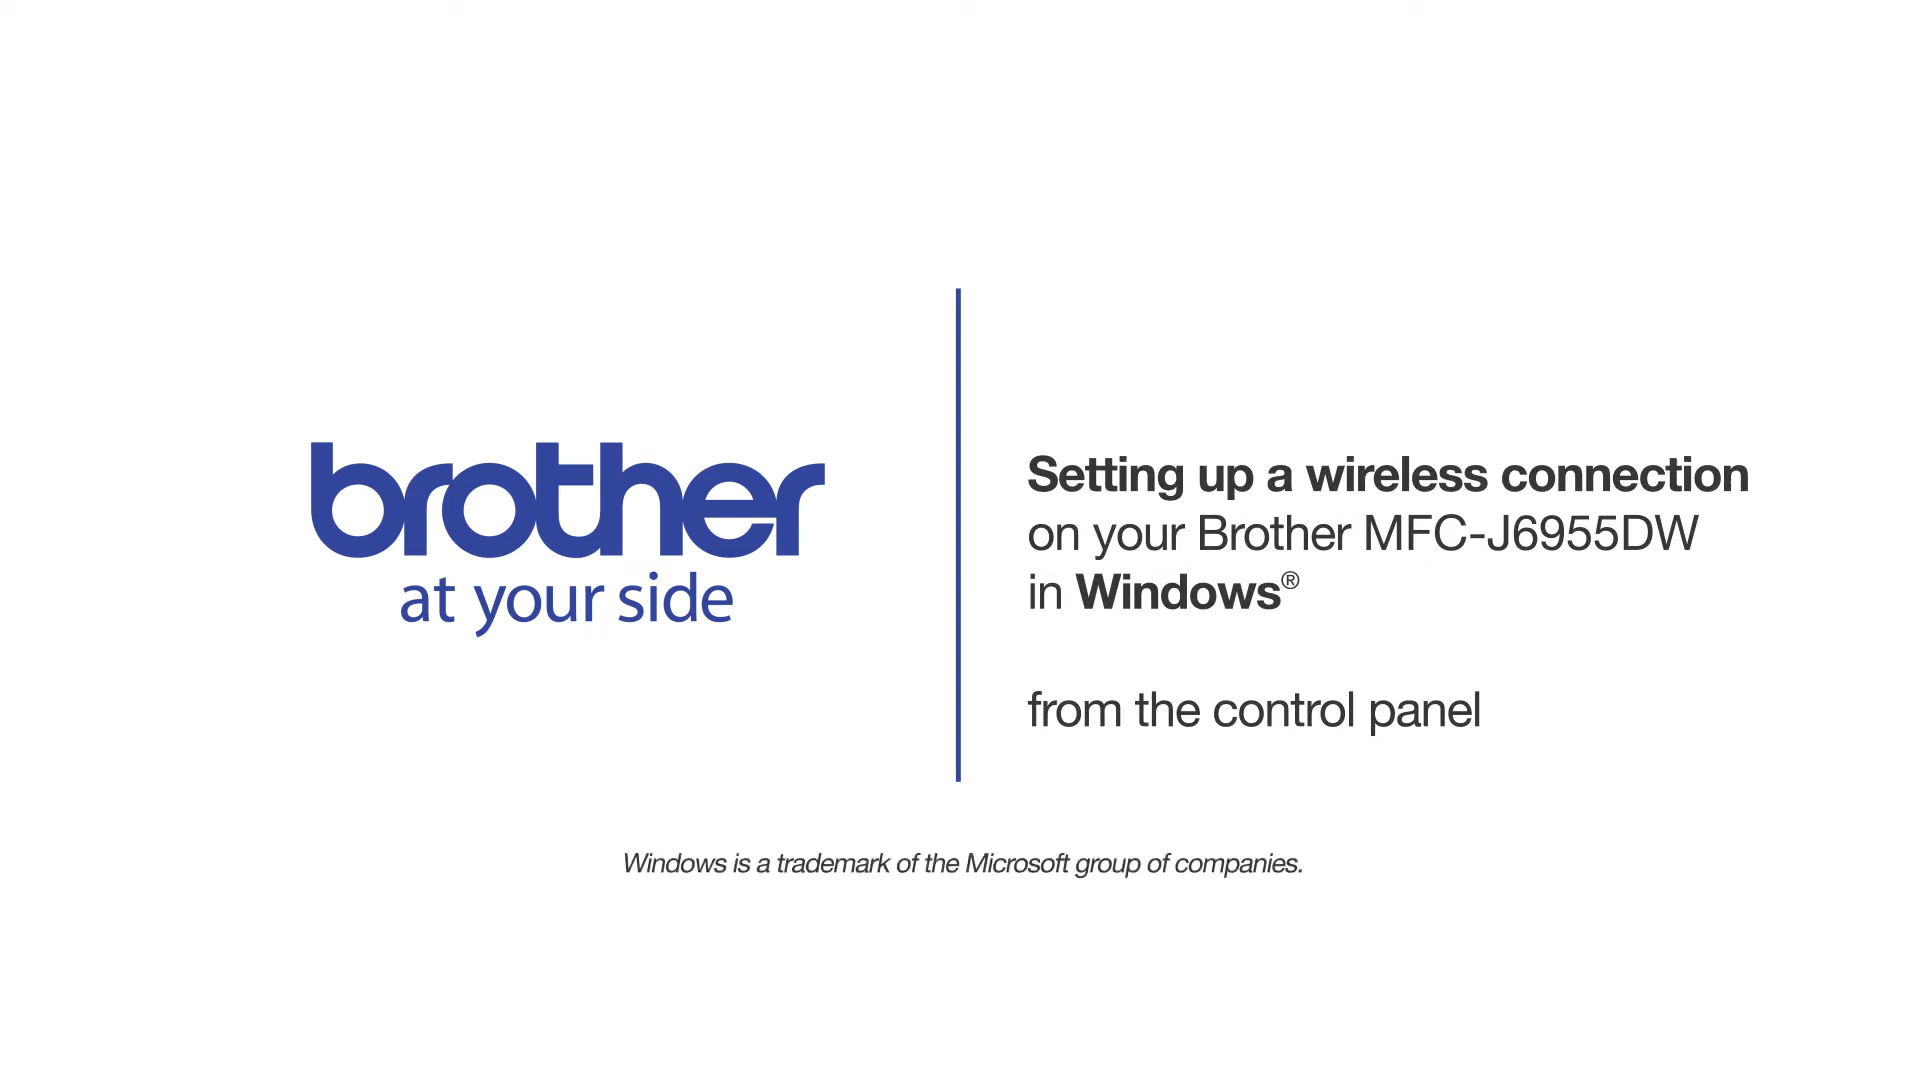 brother
at your side
Setting up a wireless connection
on your Brother MFC-J6955DW
in Windows®
from the control panel
Windows is a trademark of the Microsoft group of companies.